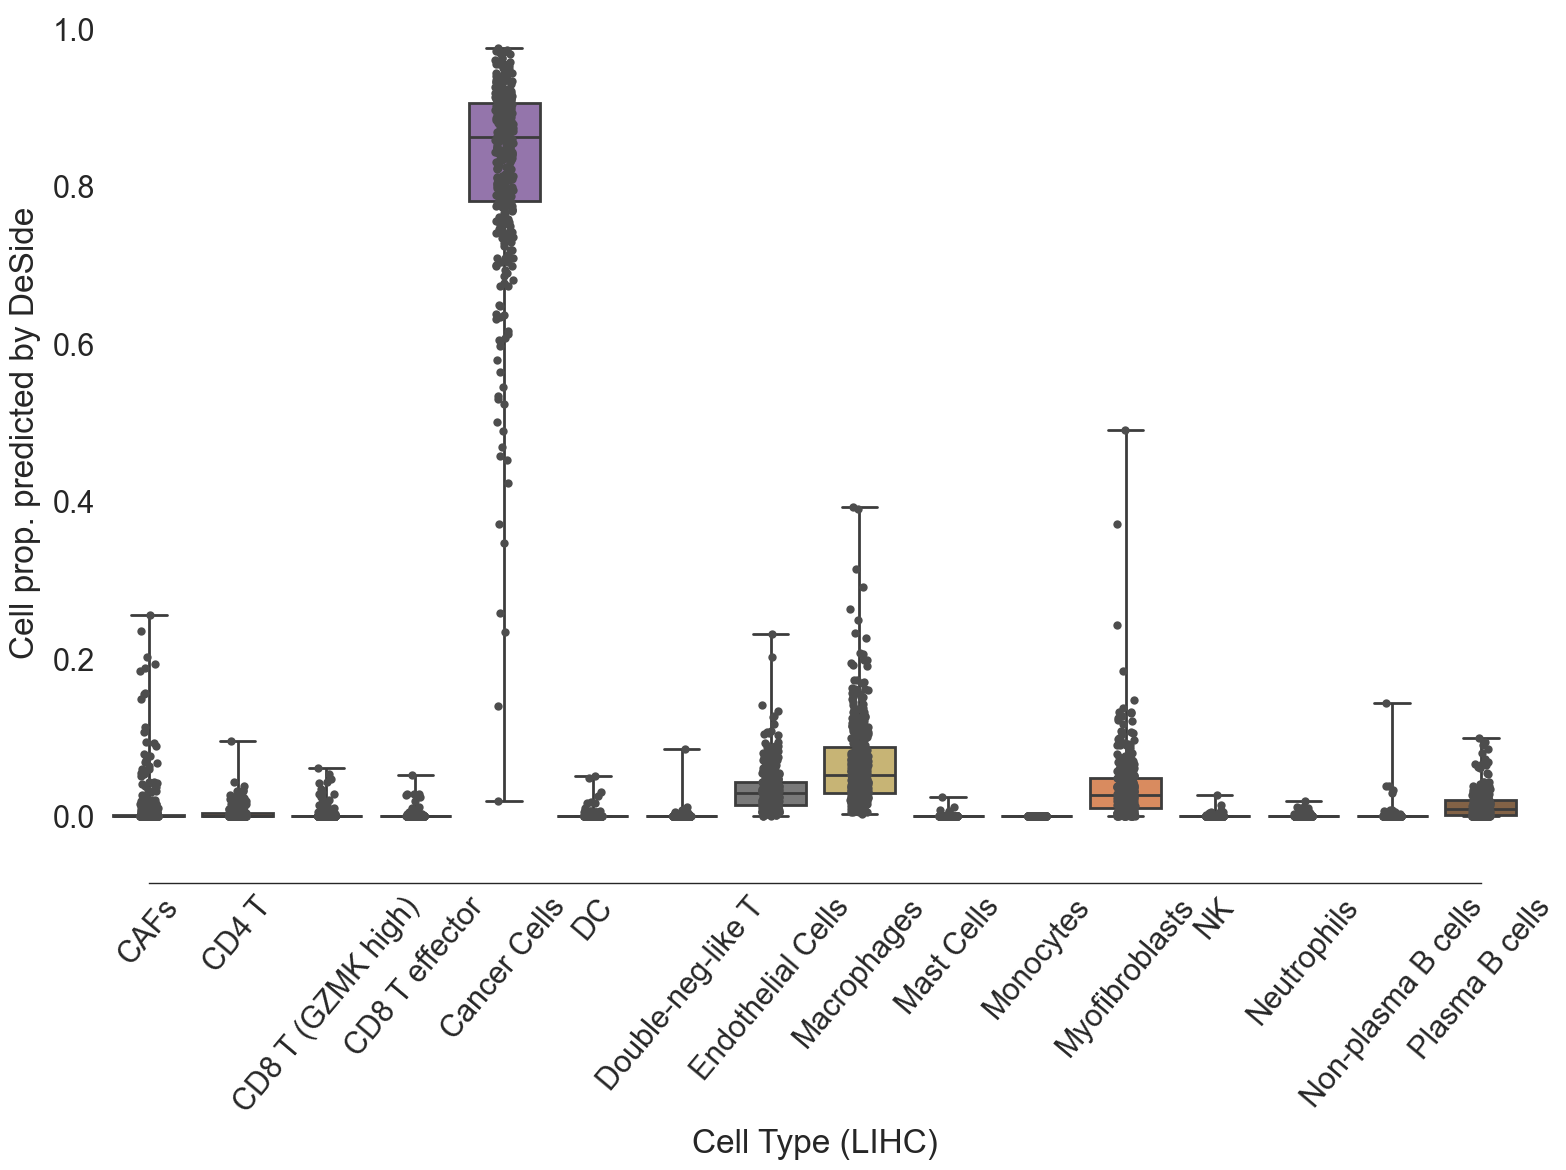 Cell prop. predicted by DeSide
1.0
0.8
0.6
0.4
0.2
0.0
CAFs
CD4 T
CD8 T (GZMK high)
CD8 T effector
Cancer Cells
DC
Double-neg-like T
Endothelial Cells
Macrophages
Mast Cells
Monocytes
Myofibroblasts
NK
Neutrophils
Non-plasma B cells
Plasma B cells
Cell Type (LIHC)